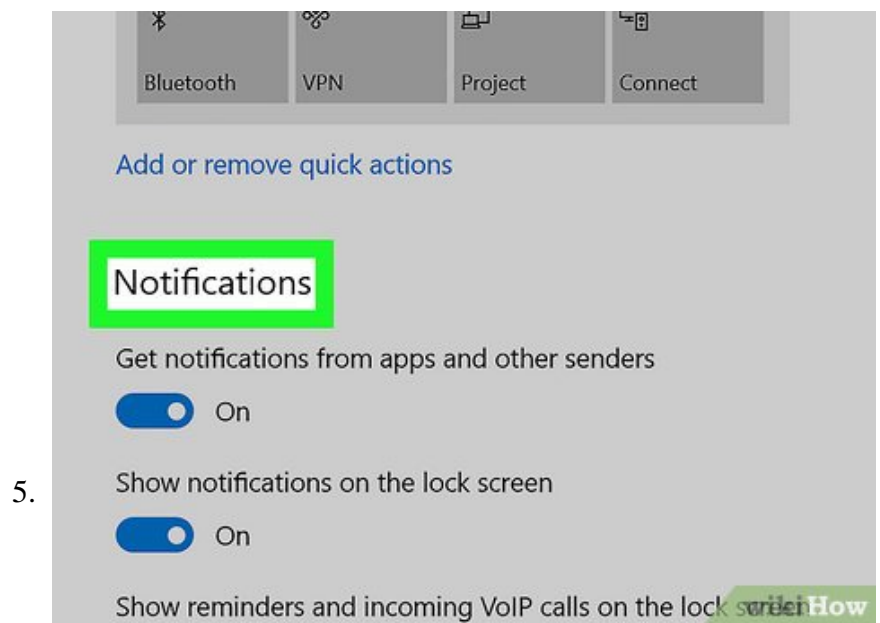 Bluetooth VPN Project Connect
Add or remove quick actions
Notifications
Get notifications from apps and other senders
On
5.
Show notifications on the lock screen
On
Show reminders and incoming VoIP calls on the lock screen
wikiHow